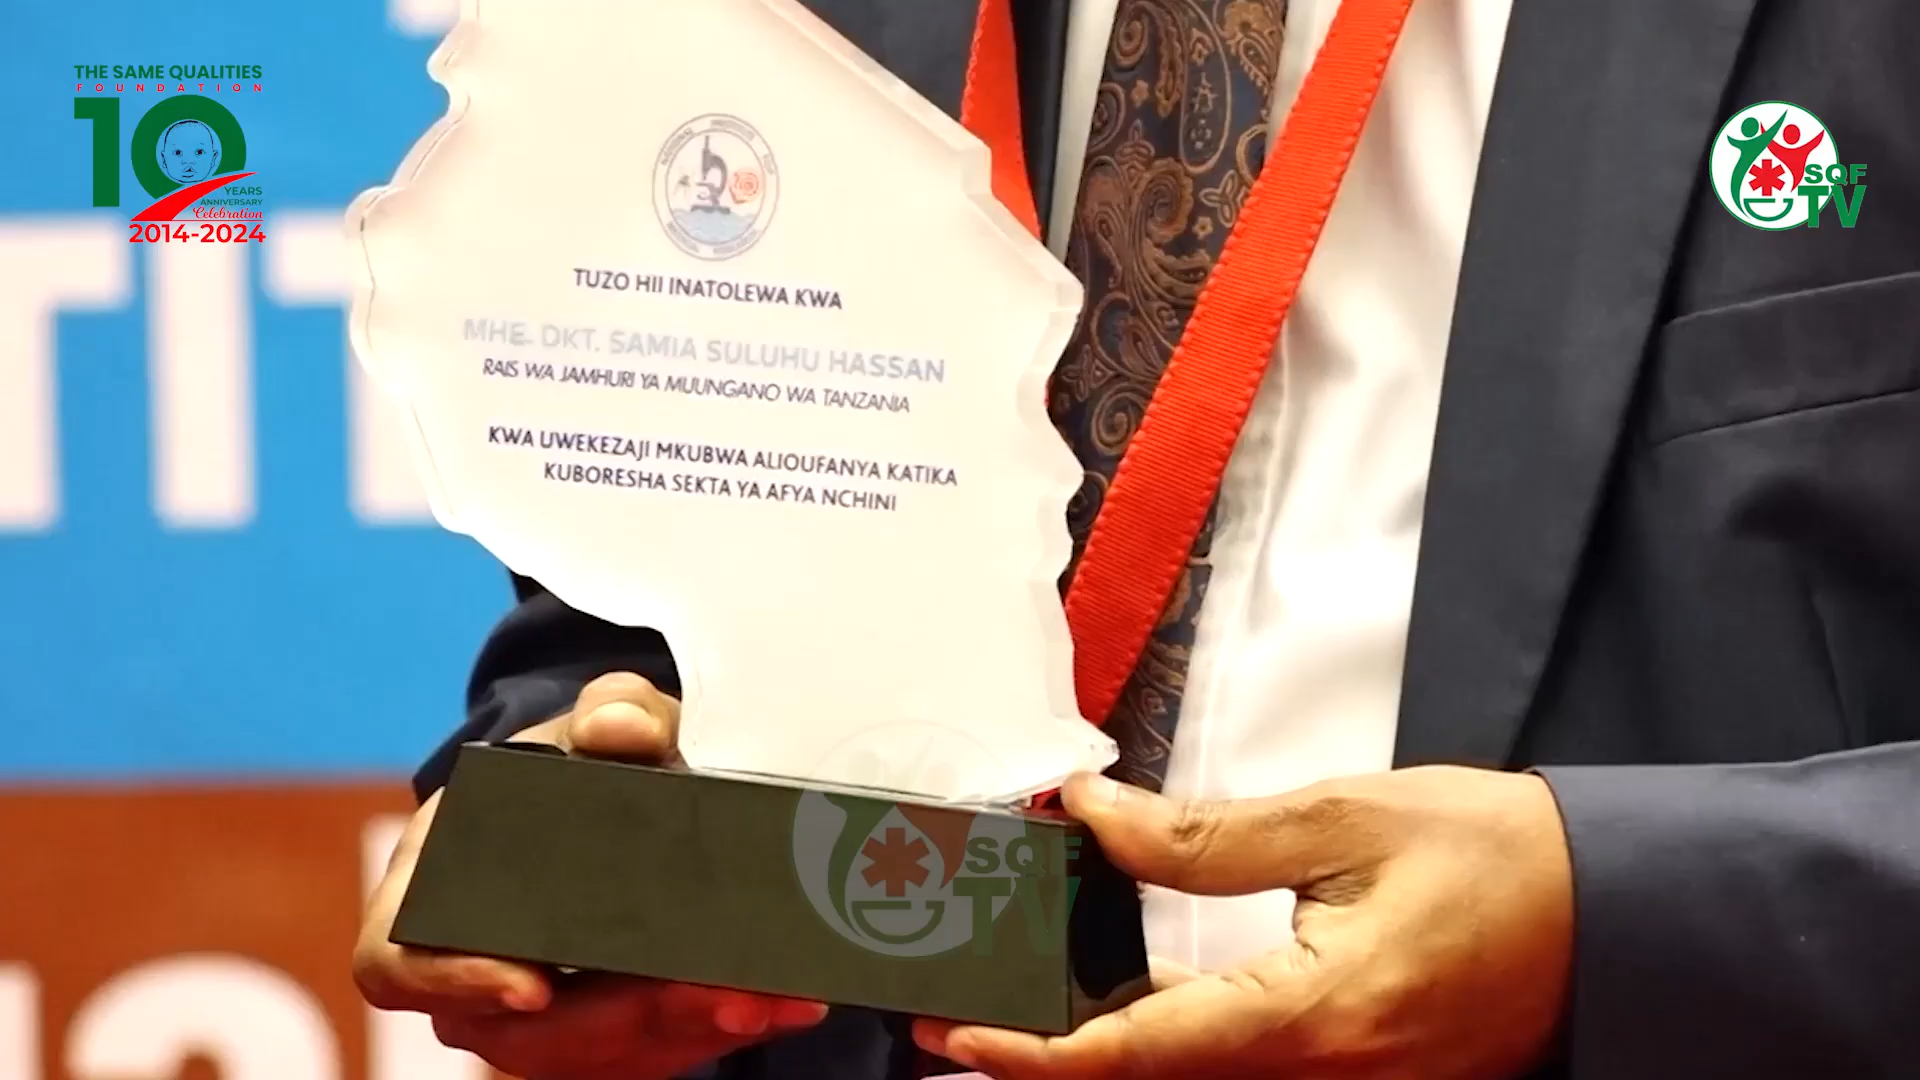 THE SAME QUALITIES
FOUNDATION
10
YEARS
ANNIVERSARY
Celebration
2014-2024
SQF
TV
TUZO HII INATOLEWA KWA
MHE. DKT. SAMIA SULUHU HASSAN
RAIS WA JAMHURI YA MUUNGANO WA TANZANIA
KWA UWEKEZAJI MKUBWA ALIOUFANYA KATIKA
KUBORESHA SEKTA YA AFYA NCHINI
SQF
TV